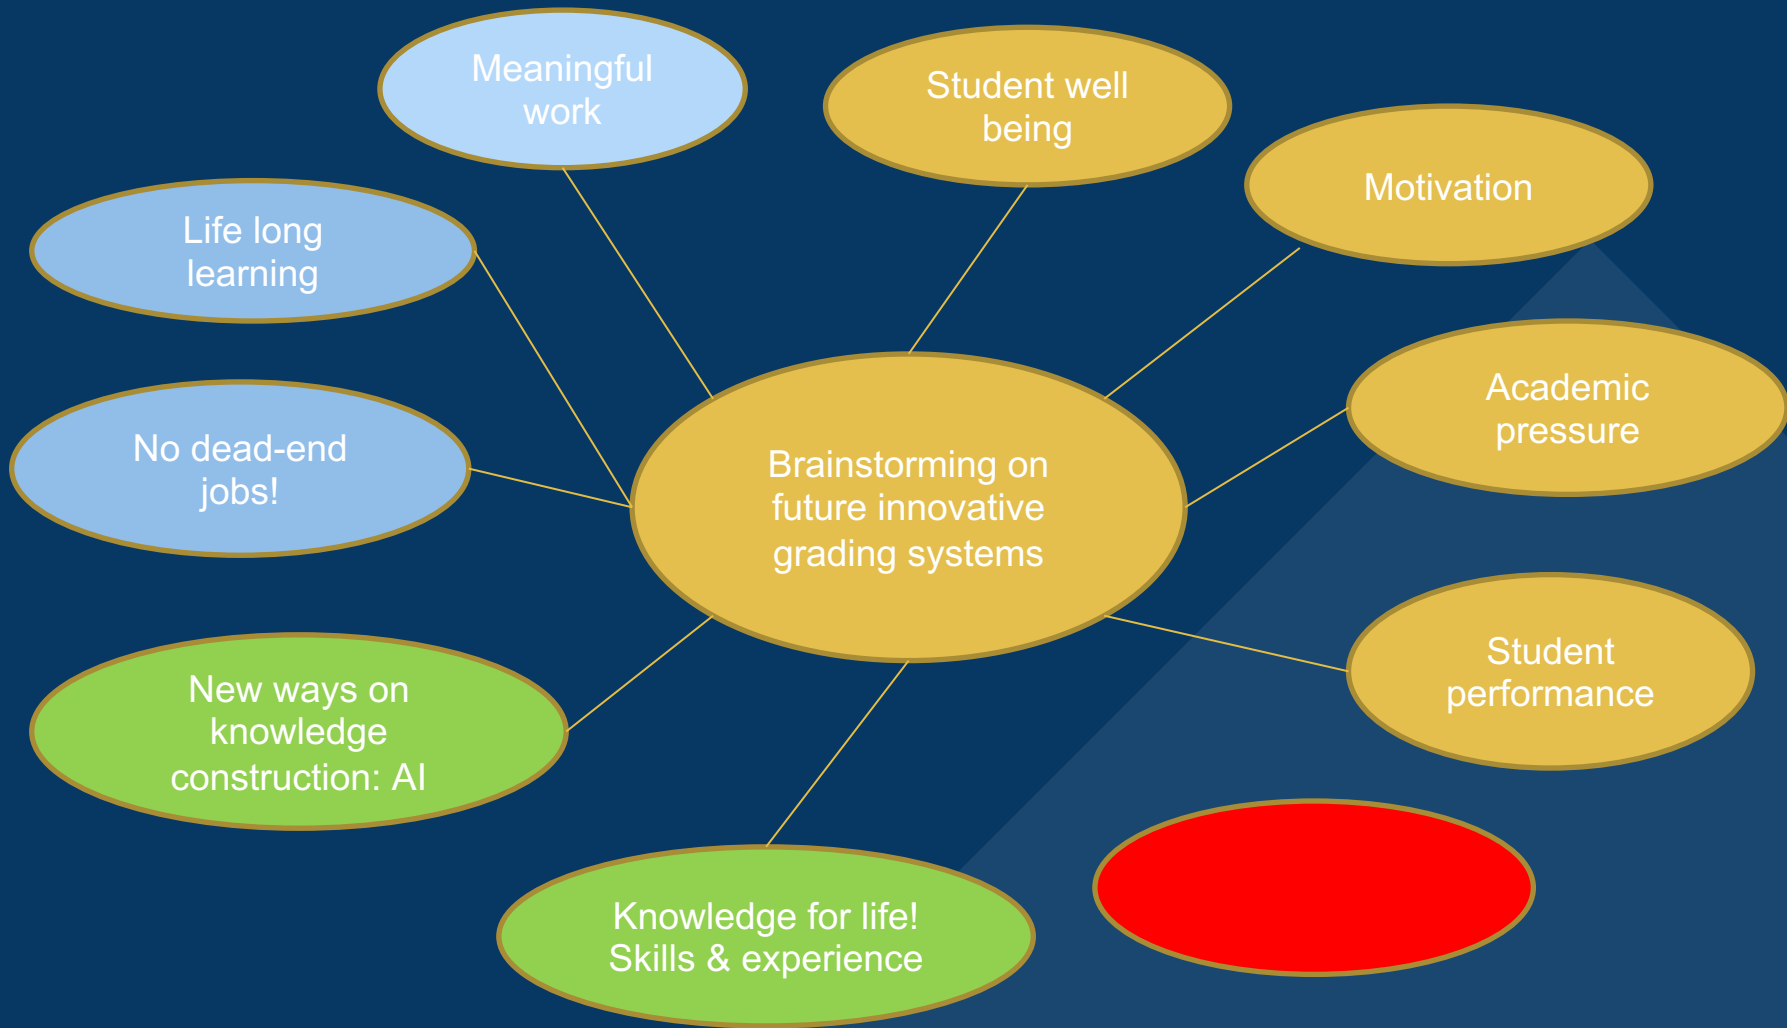 Meaningful
work
Student well
being
Motivation
Life long
learning
Academic
pressure
No dead-end
jobs!
Brainstorming on
future innovative
grading systems
Student
performance
New ways on
knowledge
construction: AI
Knowledge for life!
Skills & experience